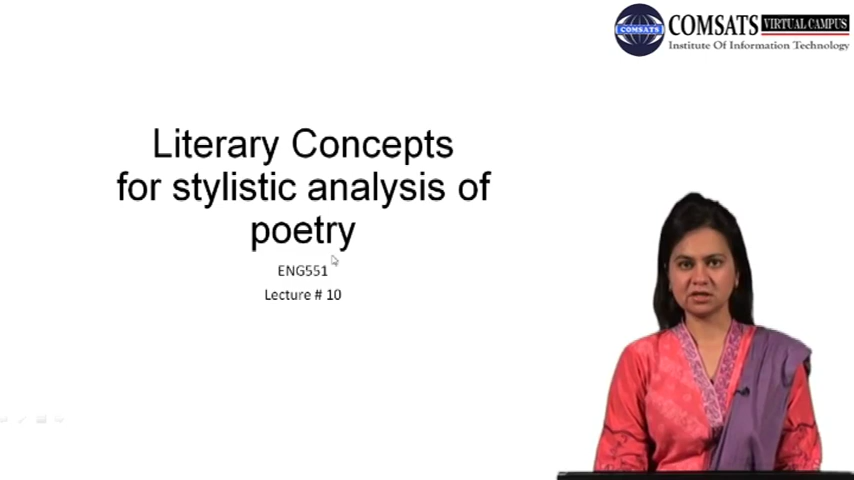 COMSATS VIRTUAL CAMPUS
COMSATS
Institute Of Information Technology
Literary Concepts
for stylistic analysis of
poetry
ENG551
Lecture # 10